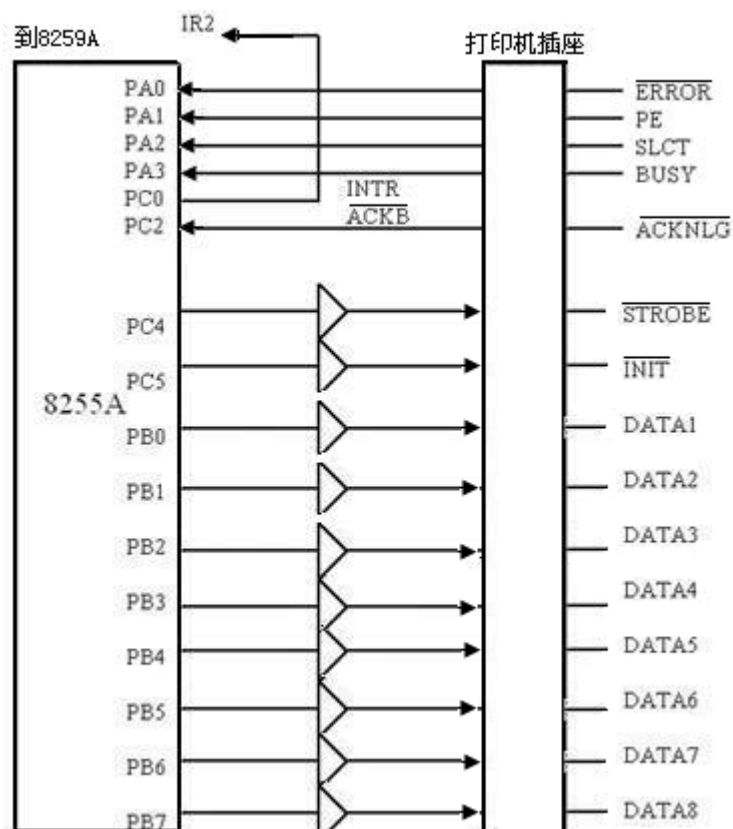 IR2
到8259A
打印机插座
PA0
ERROR
PA1
PE
PA2
SLCT
PA3
BUSY
PC0
INTR
PC2
ACKB
ACKNLG
PC4
STROBE
PC5
INIT
8255A
PB0
DATA1
PB1
DATA2
PB2
DATA3
PB3
DATA4
PB4
DATA5
PB5
DATA6
PB6
DATA7
PB7
DATA8